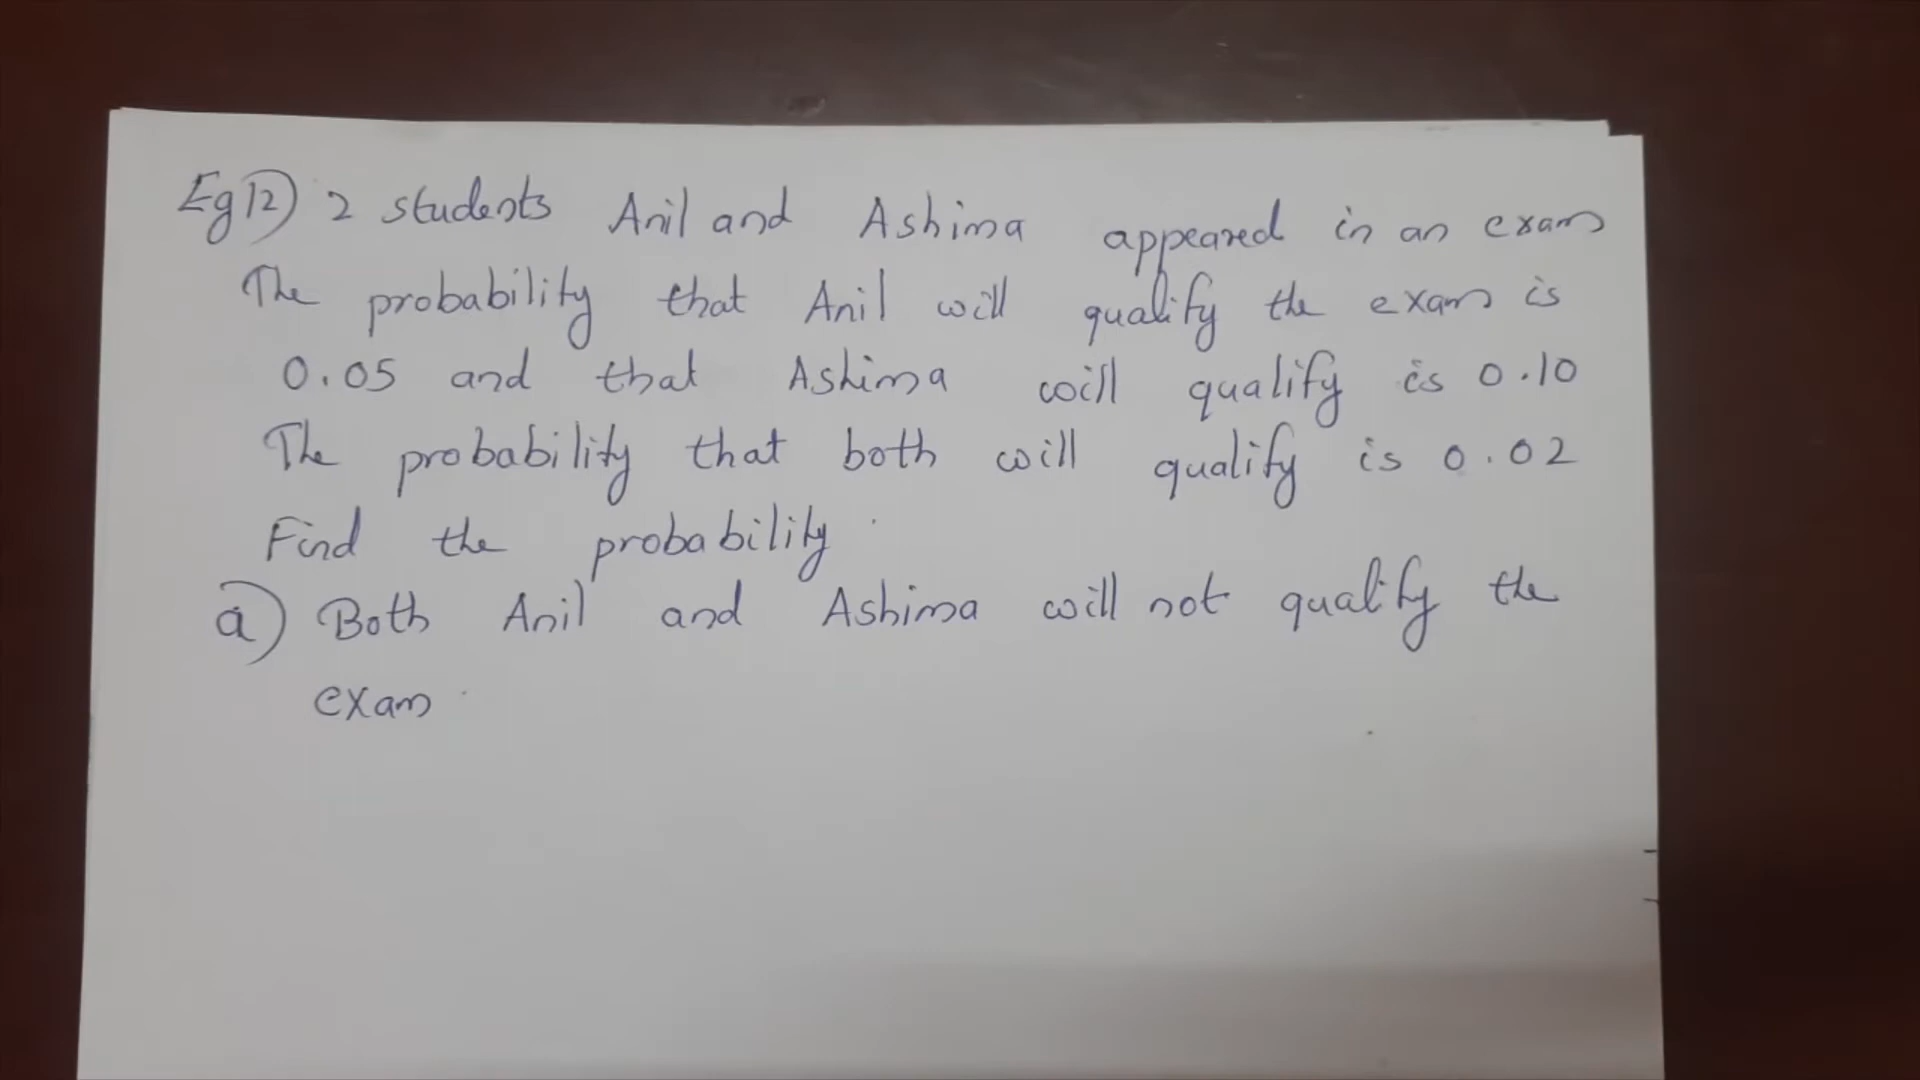 Eg 12) 2 students Anil and Ashima appeared in an exam
The probability that Anil will qualify the exam is
0.05 and that Ashima will qualify is 0.10
The probability that both will qualify is 0.02
Find the probability
a) Both Anil and Ashima will not qualify the
exam